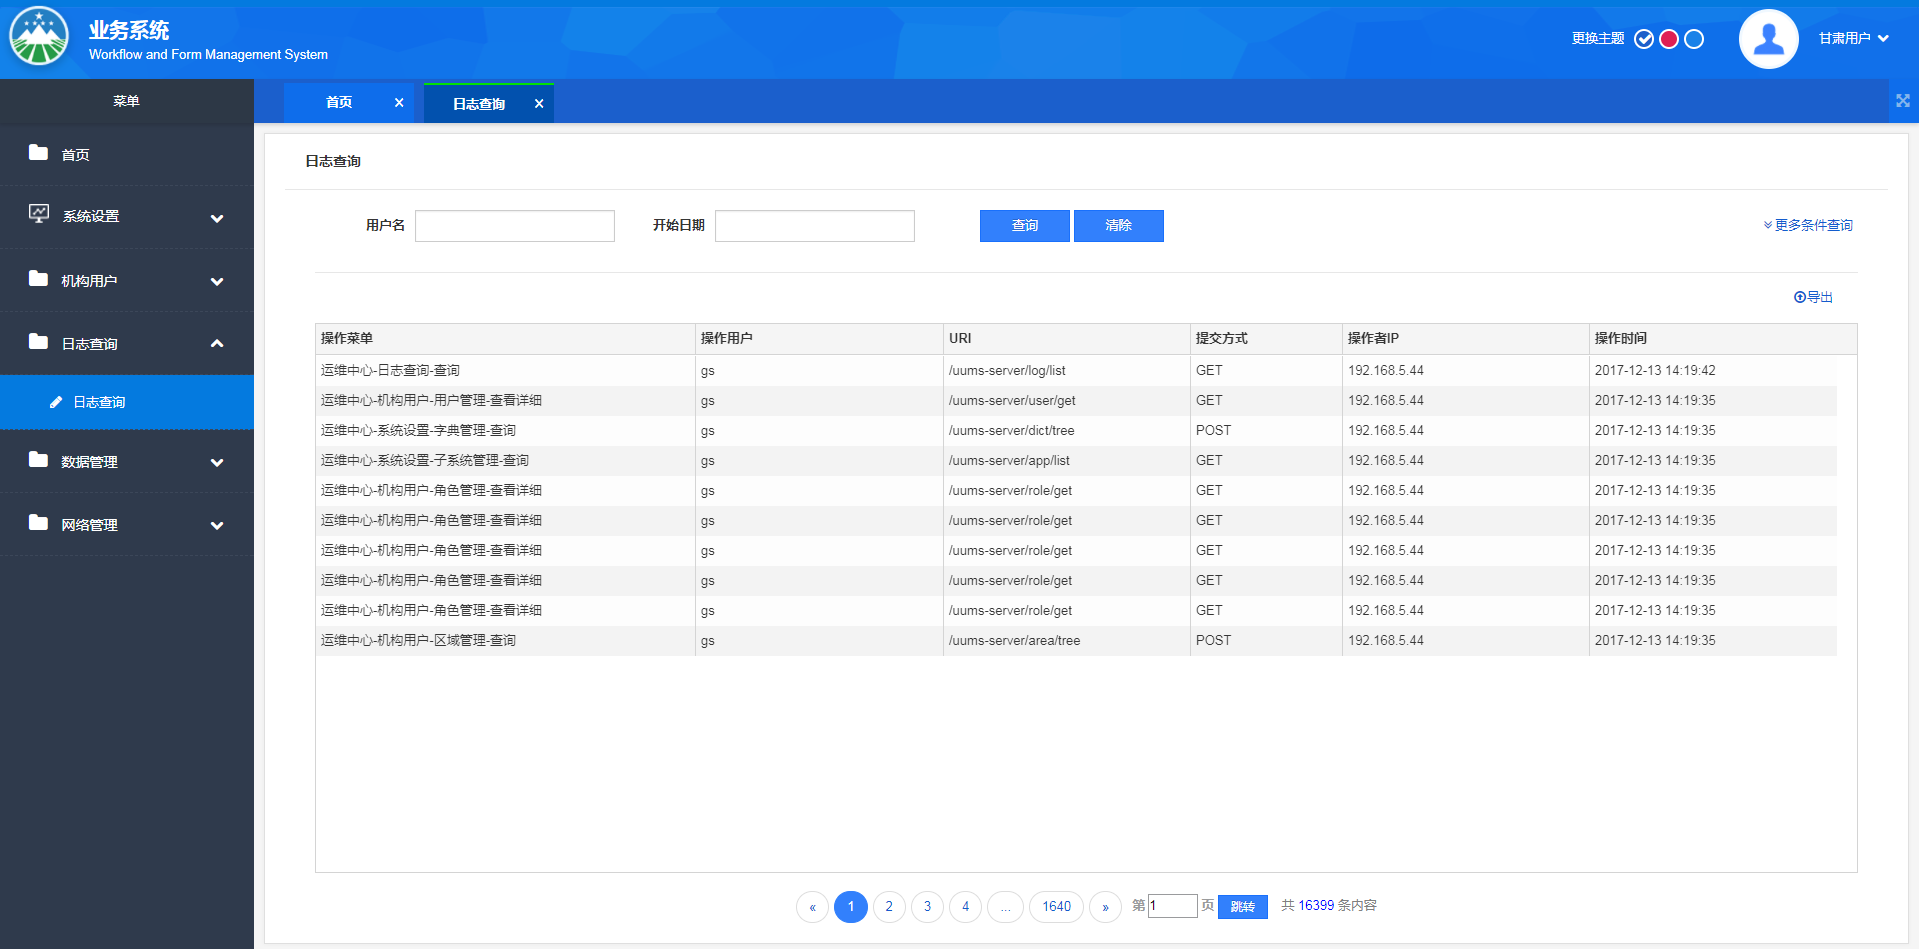 业务系统
Workflow and Form Management System
更换主题
甘肃用户
菜单
首页
日志查询
首页
系统设置
机构用户
日志查询
日志查询
数据管理
网络管理
日志查询
用户名
开始日期
查询
清除
更多条件查询
导出
操作菜单 操作用户 URI 提交方式 操作者IP 操作时间
运维中心-日志查询-查询 gs /uums-server/log/list GET 192.168.5.44 2017-12-13 14:19:42
运维中心-机构用户-用户管理-查看详细 gs /uums-server/user/get GET 192.168.5.44 2017-12-13 14:19:35
运维中心-系统设置-字典管理-查询 gs /uums-server/dict/tree POST 192.168.5.44 2017-12-13 14:19:35
运维中心-系统设置-子系统管理-查询 gs /uums-server/app/list GET 192.168.5.44 2017-12-13 14:19:35
运维中心-机构用户-角色管理-查看详细 gs /uums-server/role/get GET 192.168.5.44 2017-12-13 14:19:35
运维中心-机构用户-角色管理-查看详细 gs /uums-server/role/get GET 192.168.5.44 2017-12-13 14:19:35
运维中心-机构用户-角色管理-查看详细 gs /uums-server/role/get GET 192.168.5.44 2017-12-13 14:19:35
运维中心-机构用户-角色管理-查看详细 gs /uums-server/role/get GET 192.168.5.44 2017-12-13 14:19:35
运维中心-机构用户-角色管理-查看详细 gs /uums-server/role/get GET 192.168.5.44 2017-12-13 14:19:35
运维中心-机构用户-区域管理-查询 gs /uums-server/area/tree POST 192.168.5.44 2017-12-13 14:19:35
« 1 2 3 4 ... 1640 » 第 1 页 跳转 共 16399 条内容